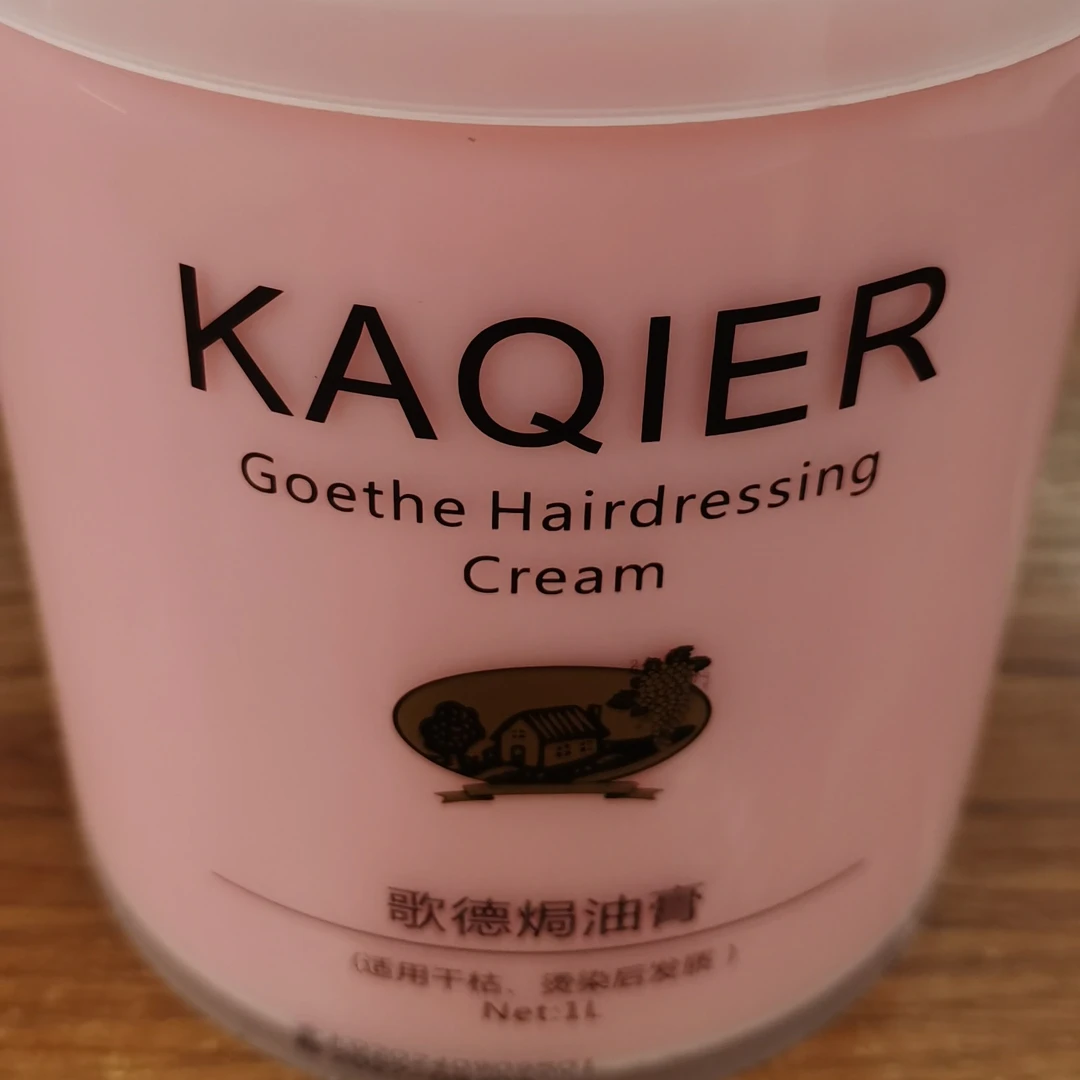 KAQIER
Goethe Hairdressing
Cream
歌德焗油膏
(适用干枯、烫染后发质)
Net:1L